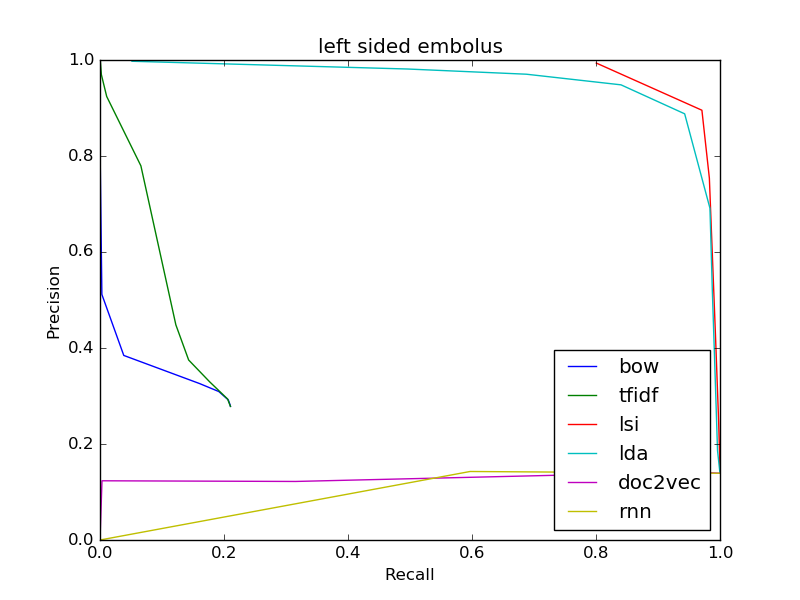 left sided embolus
1.0
0.8
0.6
0.4
0.2
0.0
Precision
bow
tfidf
lsi
lda
doc2vec
rnn
0.0 0.2 0.4 0.6 0.8 1.0
Recall